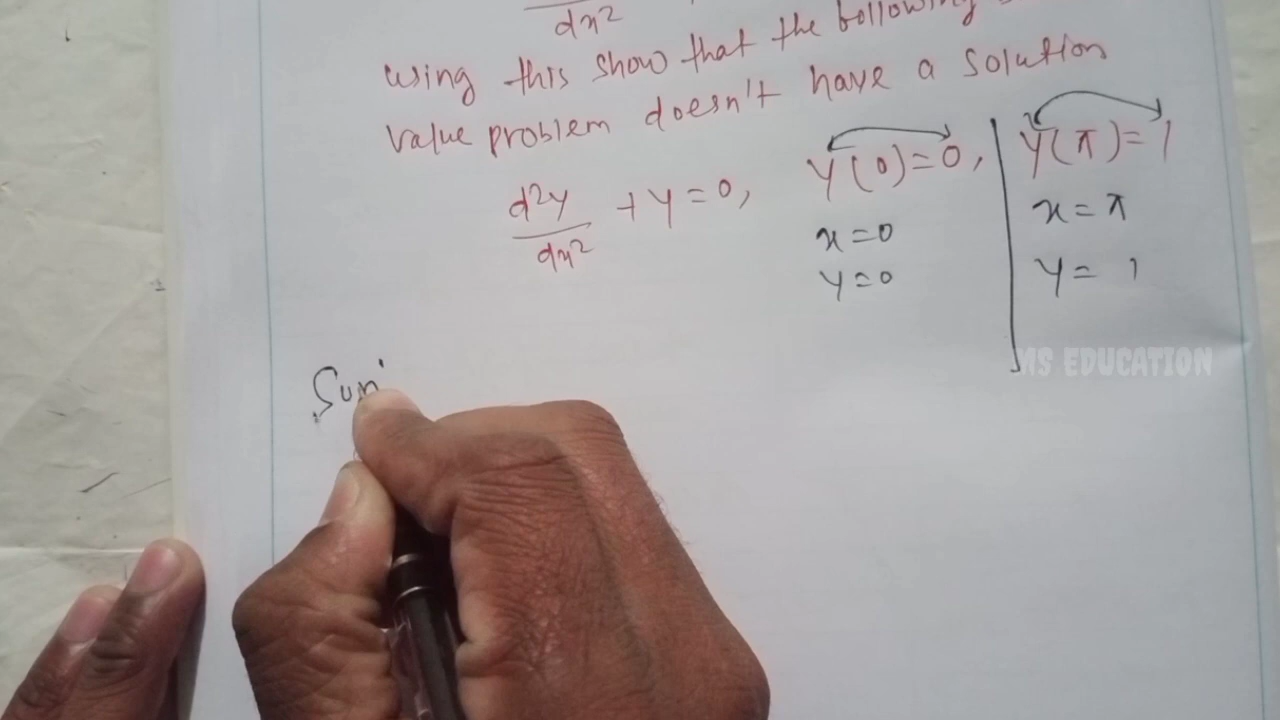 dx²
using this show that the following
value problem doesn't have a solution
d²y/dx² + y = 0, y(0) = 0, y(π) = 1
x = 0 x = π
y = 0 y = 1
MS EDUCATION